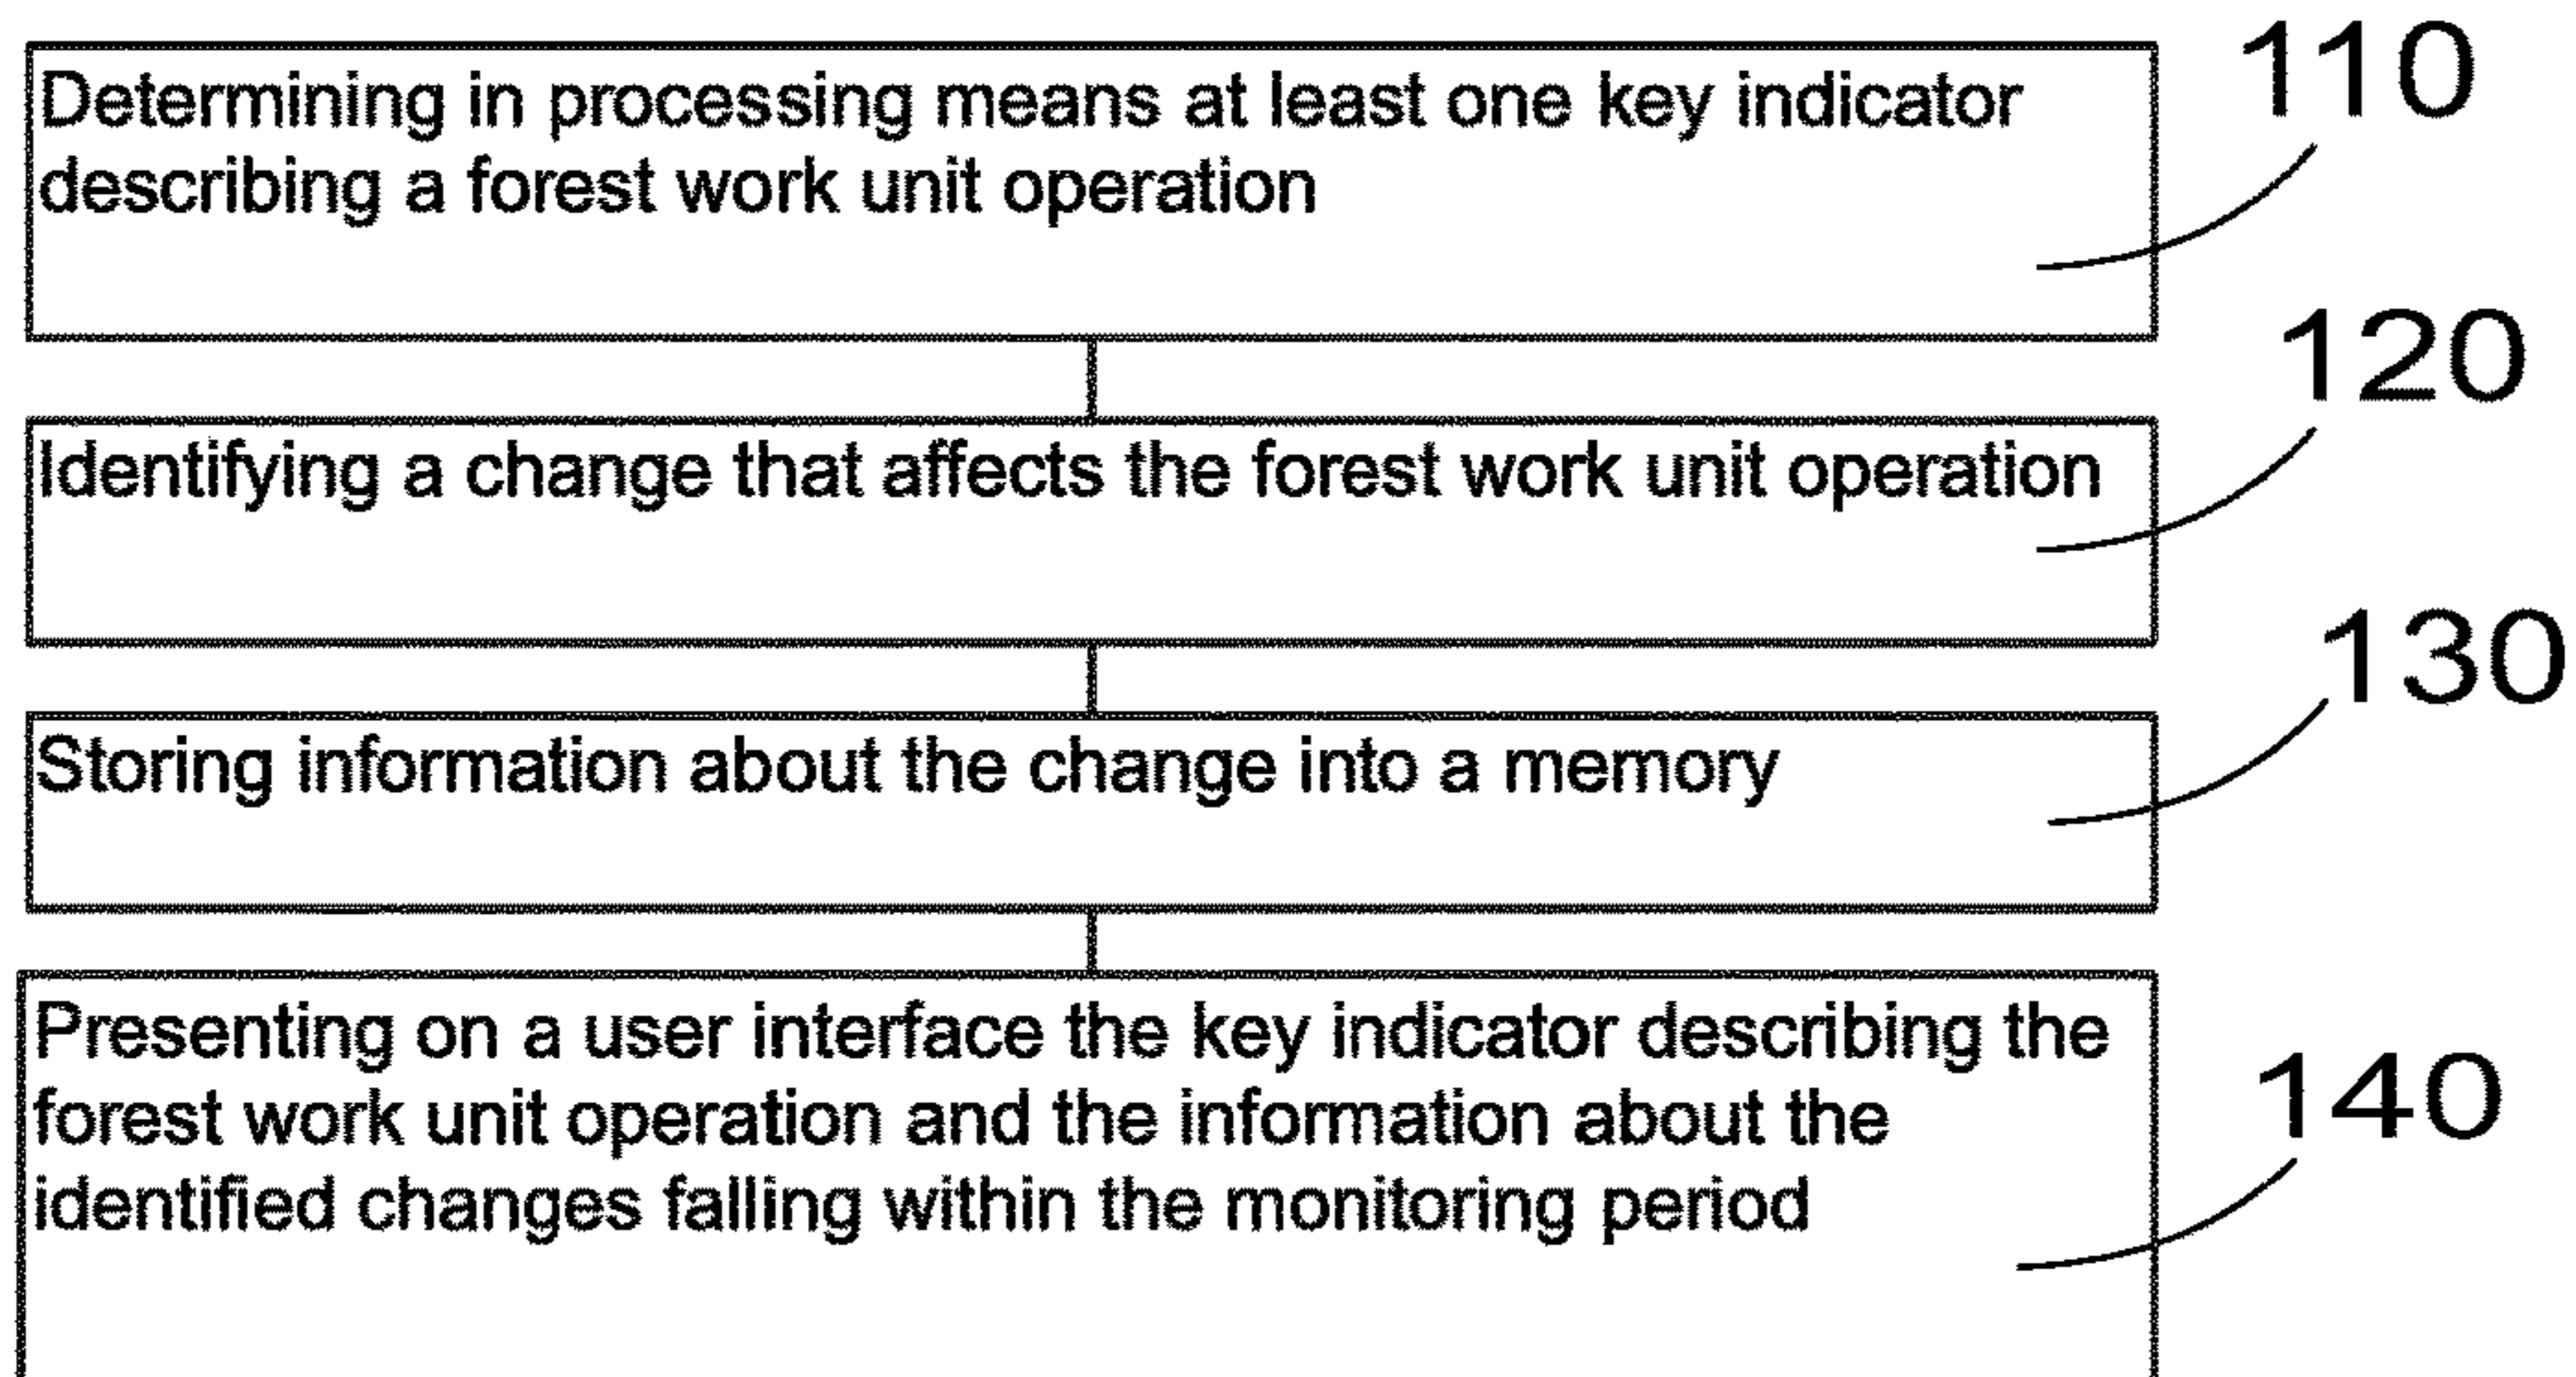 Determining in processing means at least one key indicator
describing a forest work unit operation
110
Identifying a change that affects the forest work unit operation
120
Storing information about the change into a memory
130
Presenting on a user interface the key indicator describing the
forest work unit operation and the information about the
identified changes falling within the monitoring period
140